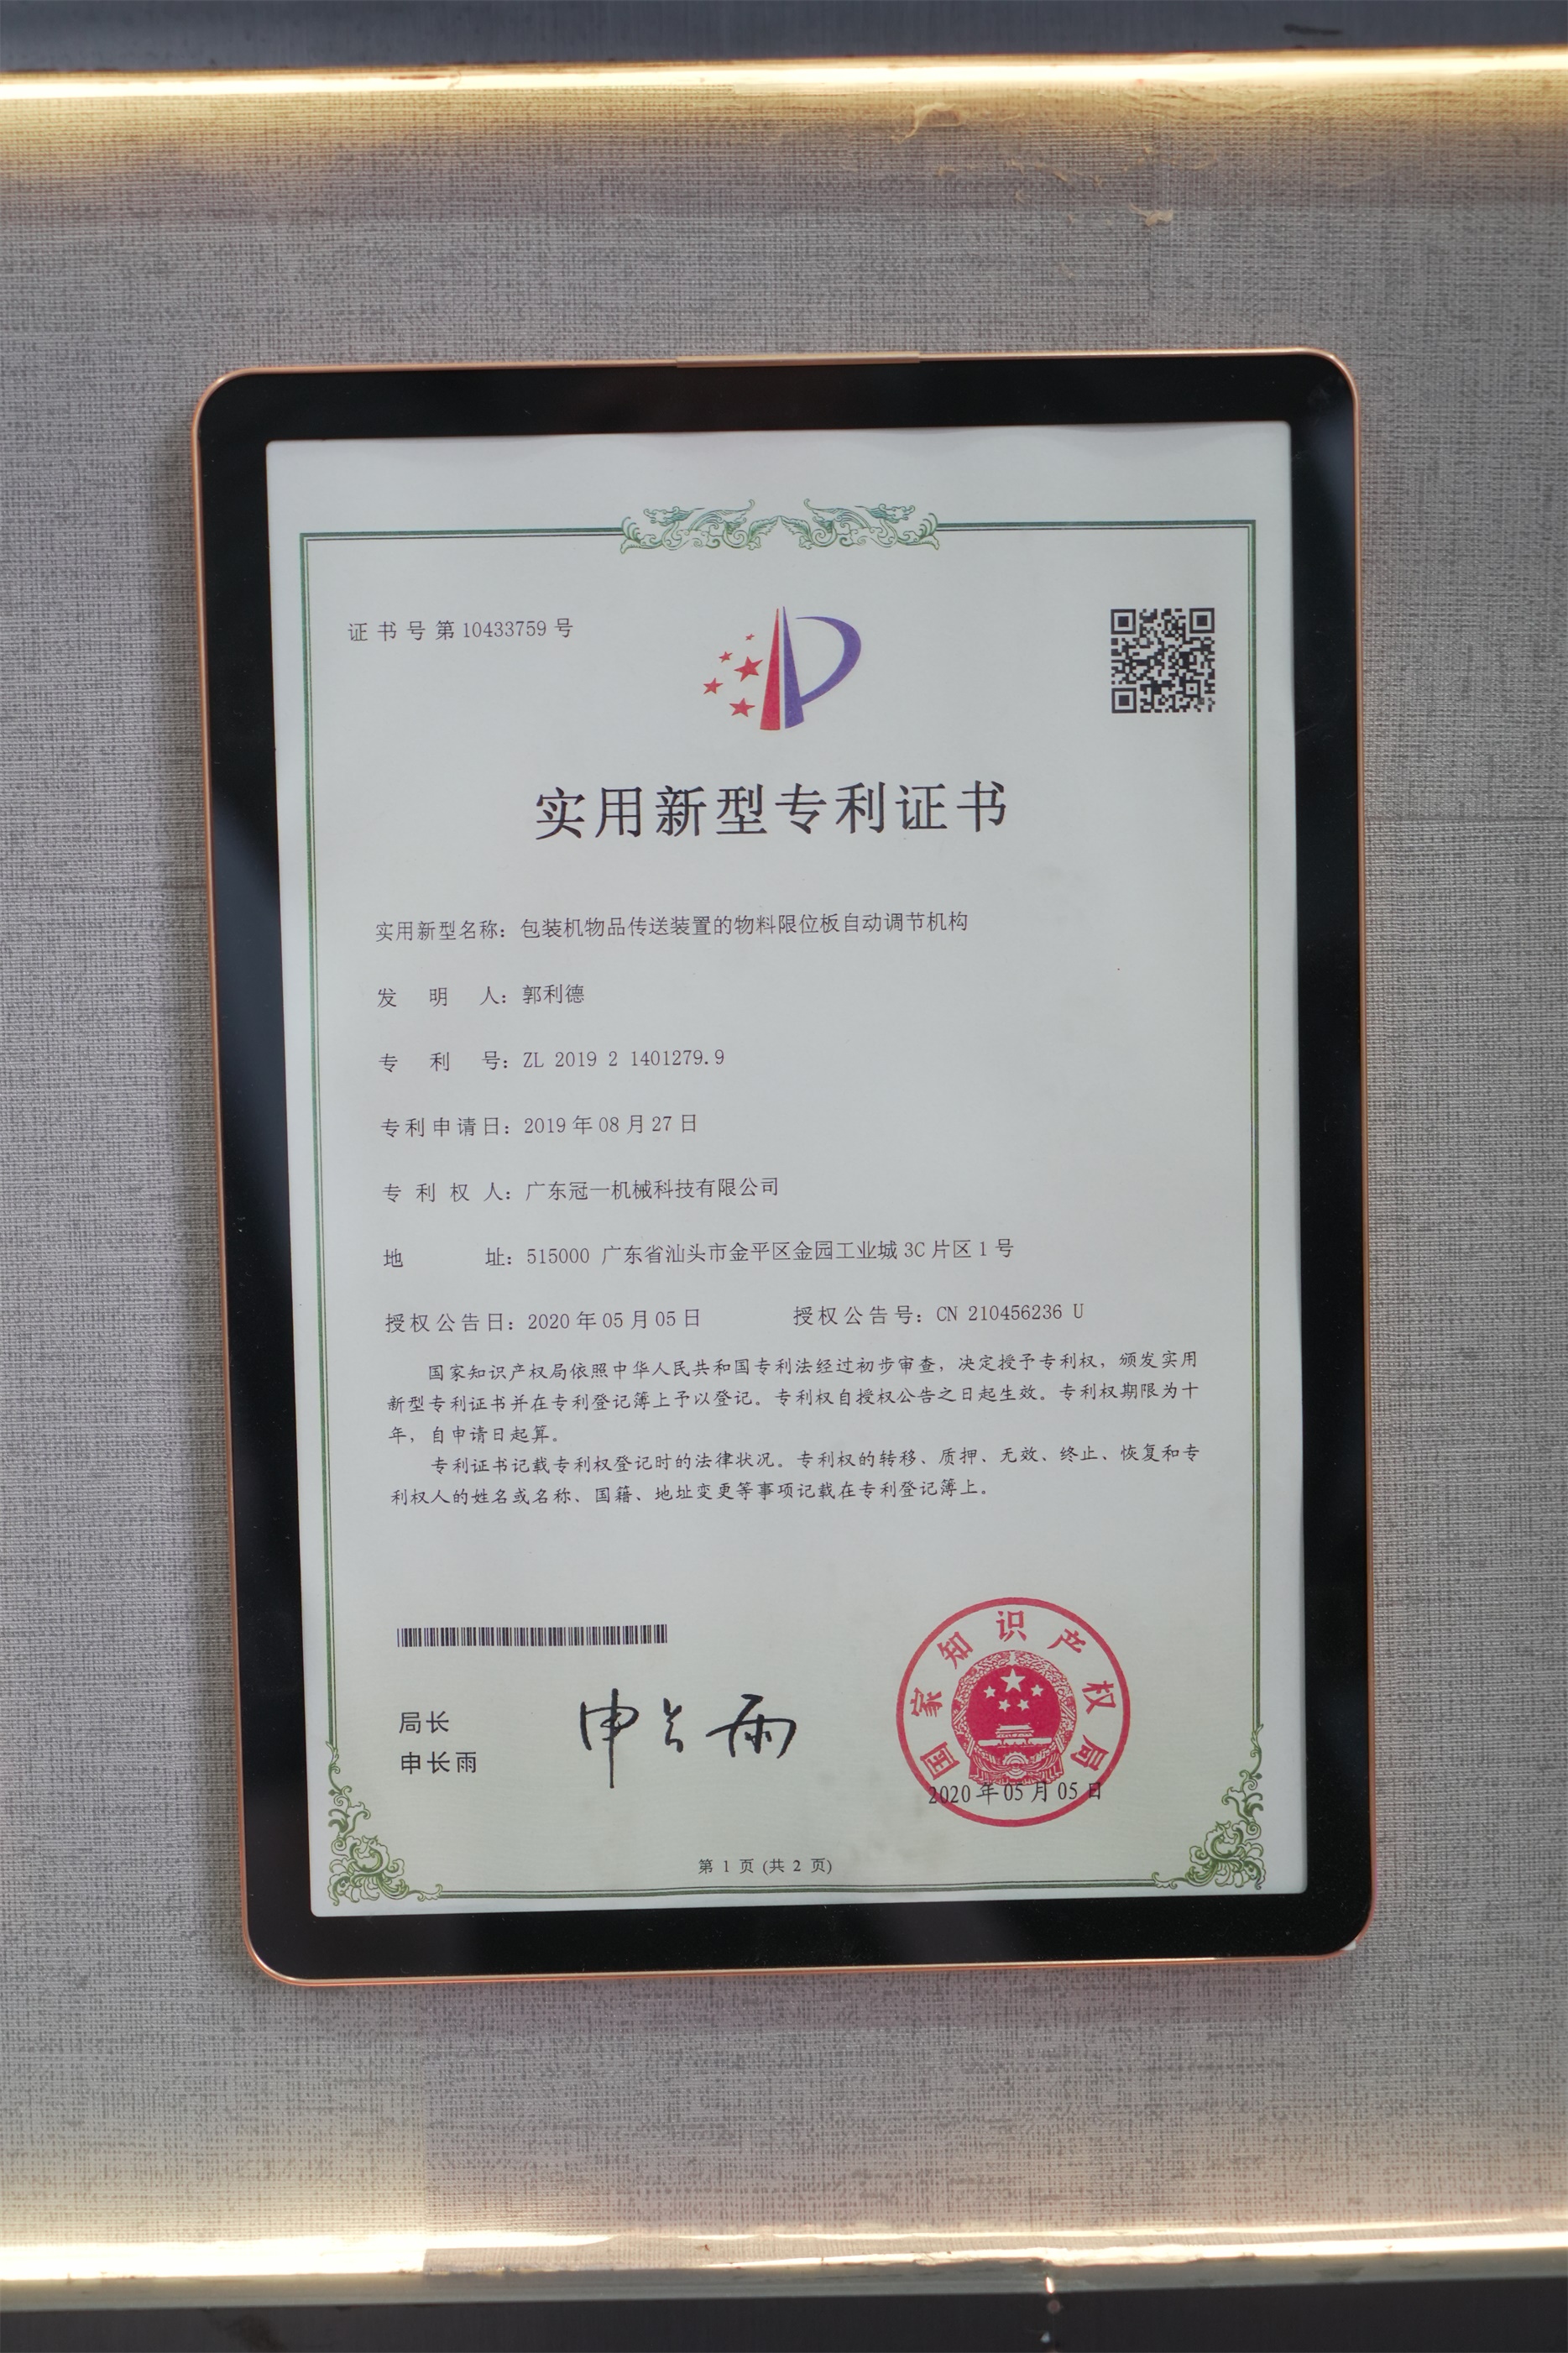 证书号第10433759号
实用新型专利证书
实用新型名称：包装机物品传送装置的物料限位板自动调节机构
发明人：郭利德
专利号：ZL 2019 2 1401279.9
专利申请日：2019年08月27日
专利权人：广东冠一机械科技有限公司
地址：515000 广东省汕头市金平区金园工业城3C片区1号
授权公告日：2020年05月05日 授权公告号：CN 210456236 U
国家知识产权局依照中华人民共和国专利法经过初步审查，决定授予专利权，颁发实用
新型专利证书并在专利登记簿上予以登记。专利权自授权公告之日起生效。专利权期限为十
年，自申请日起算。
专利证书记载专利权登记时的法律状况。专利权的转移、质押、无效、终止、恢复和专
利权人的姓名或名称、国籍、地址变更等事项记载在专利登记簿上。
局长
申长雨
申长雨
国家知识产权局
2020年05月05日
第 1 页 (共 2 页)